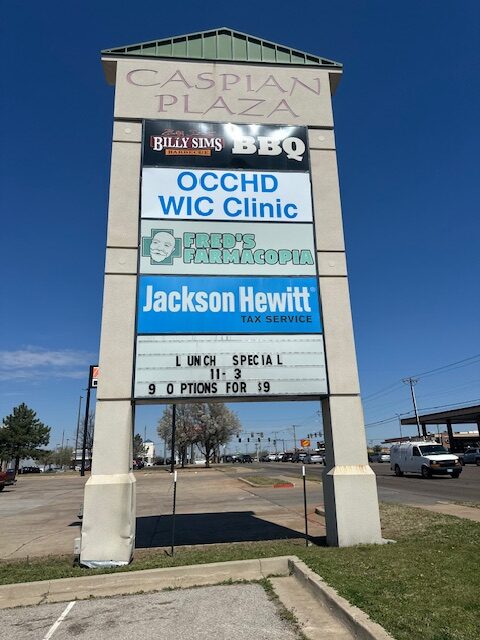 CASPIAN
PLAZA
BILLY SIMS
BARBECUE
BBQ
OCCHD
WIC Clinic
FRED'S
FARMACOPIA
Jackson Hewitt®
TAX SERVICE
LUNCH SPECIAL
11-3
9 OPTIONS FOR $9